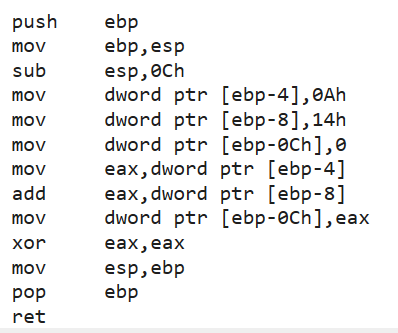 push    ebp
mov     ebp,esp
sub     esp,0Ch
mov     dword ptr [ebp-4],0Ah
mov     dword ptr [ebp-8],14h
mov     dword ptr [ebp-0Ch],0
mov     eax,dword ptr [ebp-4]
add     eax,dword ptr [ebp-8]
mov     dword ptr [ebp-0Ch],eax
xor     eax,eax
mov     esp,ebp
pop     ebp
ret